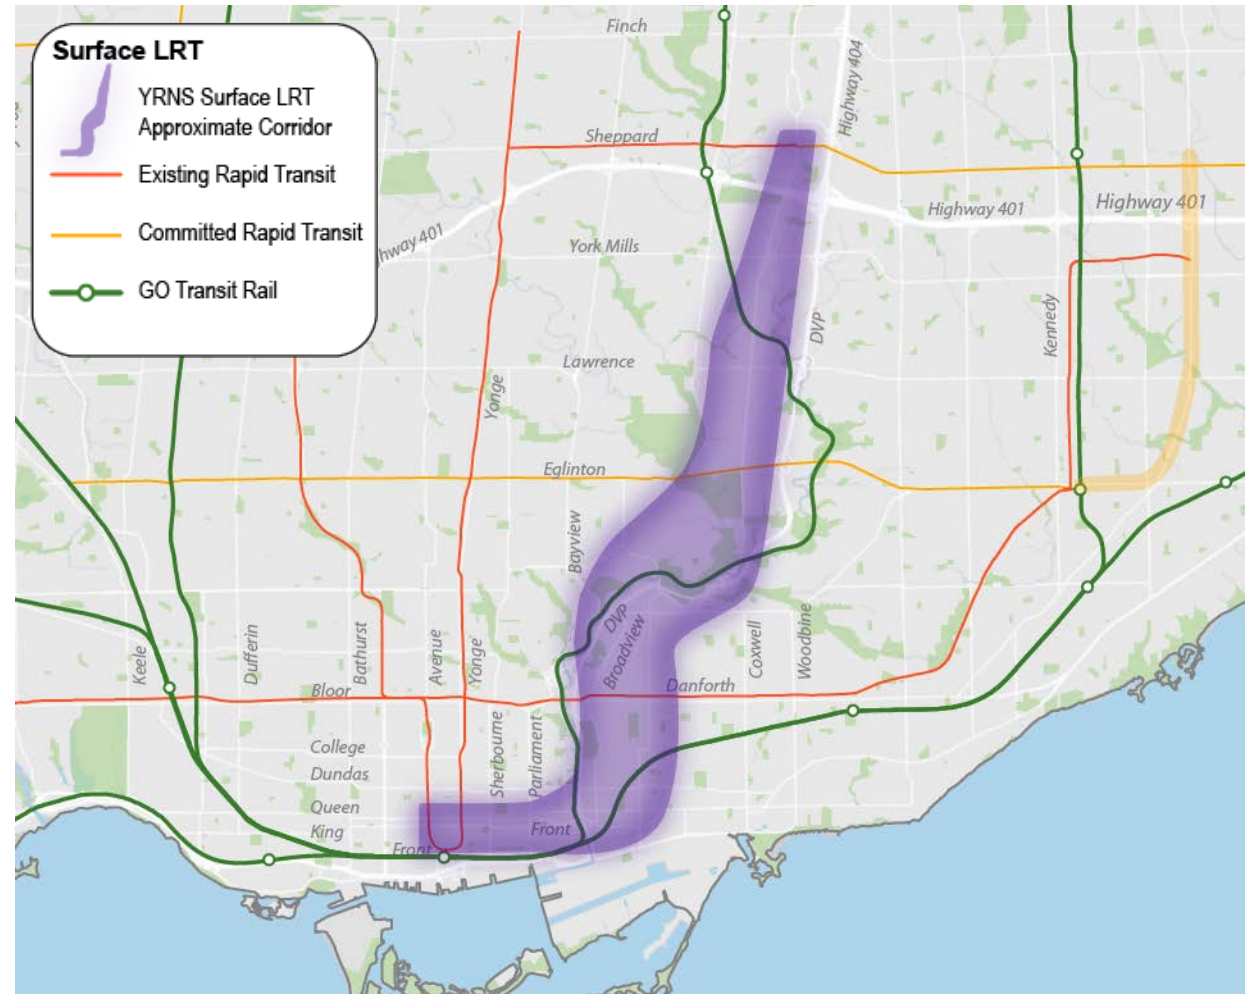 Surface LRT
YRNS Surface LRT
Approximate Corridor
Existing Rapid Transit
Committed Rapid Transit
GO Transit Rail
Finch
Highway 404
Sheppard
Highway 401
Highway 401
hway 401
York Mills
DVP
Kennedy
Lawrence
Yonge
Eglinton
Bayview
DVP
Broadview
Coxwell
Woodbine
Keele
Dufferin
Bathurst
Avenue
Yonge
Bloor
Danforth
Sherbourne
Parliament
College
Dundas
Queen
King
Front
Front